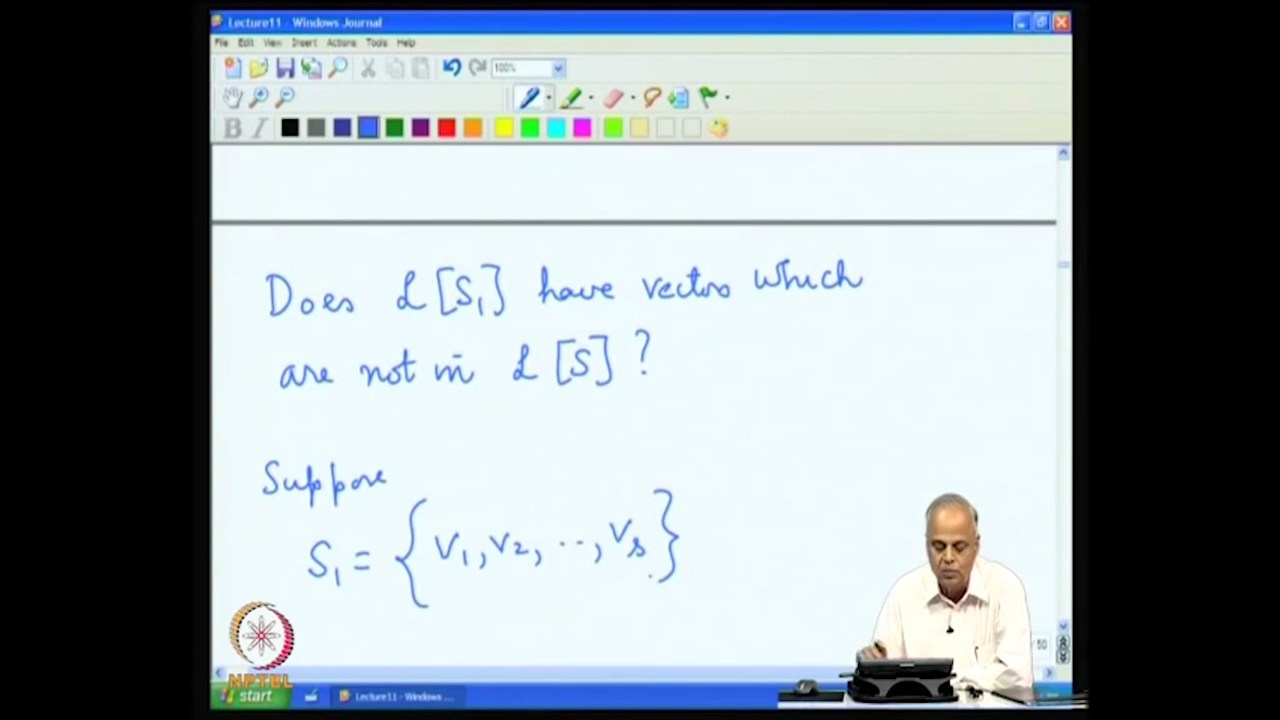 Lecture11 - Windows Journal
File Edit View Insert Actions Tools Help
100%
B I
Does L[S₁] have vectors which
are not in L[S]?
Suppose
S₁ = {v₁, v₂, .., vₛ}
50
NPTEL
start Lecture11 - Windows ...